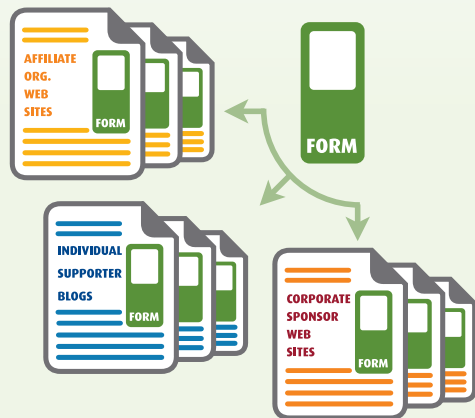 AFFILIATE
ORG.
WEB
SITES
FORM
FORM
INDIVIDUAL
SUPPORTER
BLOGS
FORM
CORPORATE
SPONSOR
WEB
SITES
FORM